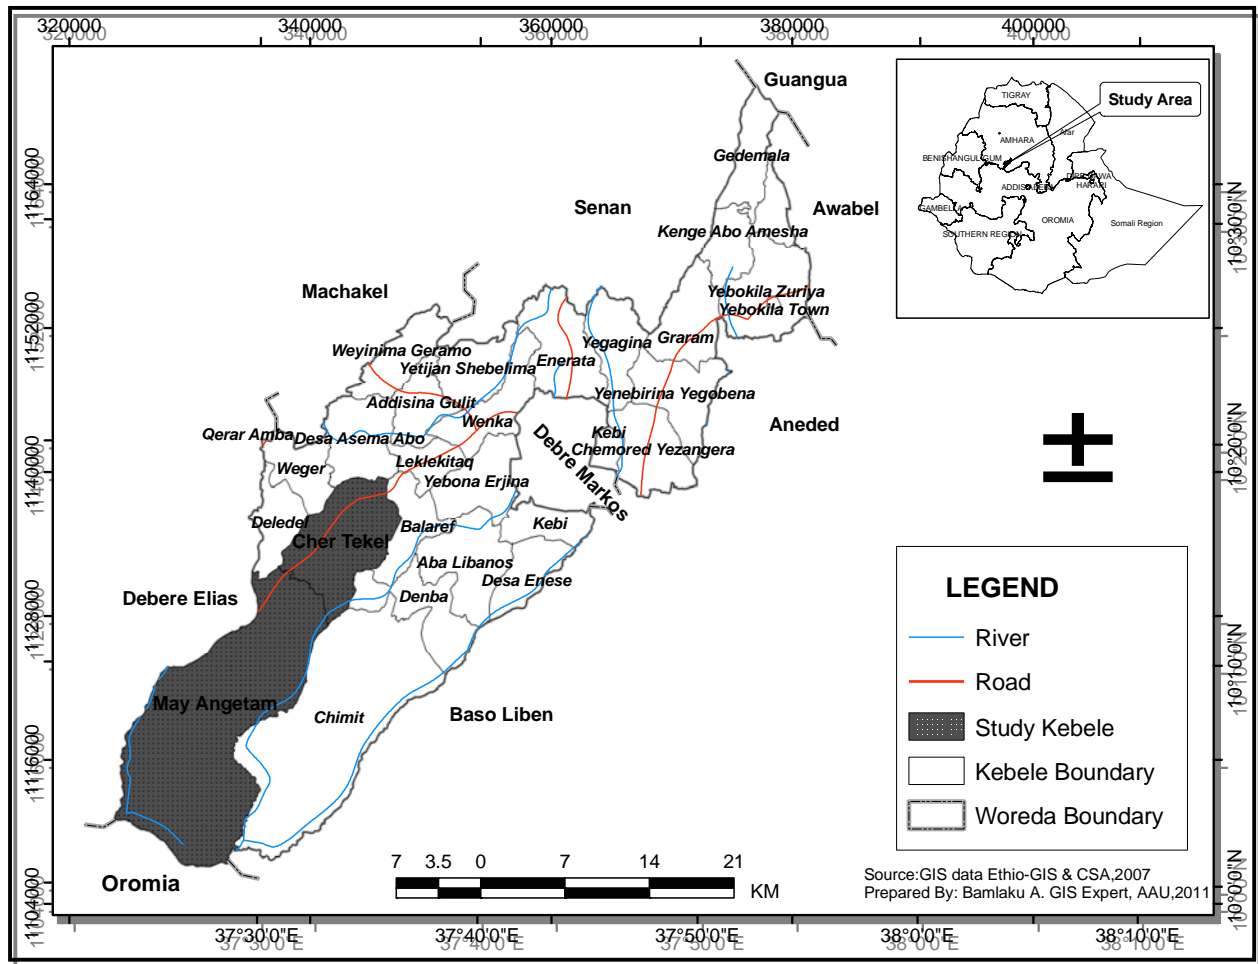 320000
340000
360000
380000
400000
Guangua
Study Area
TIGRAY
Afar
AMHARA
BENISHANGUL GUM
ADDIS ABEBA
HARARI
GAMBELLA
OROMIA
Somali Region
SOUTHERN REGION
Gedemala
Senan
Awabel
Kenge Abo Amesha
Machakel
Yebokila Zuriya
Yebokila Town
Weyinima Geramo
Yetijan Shebelima
Enerata
Yegagina
Graram
Yenebirina Yegobena
Addisina Gulit
Wenka
Aneded
Qerar Amba
Desa Asema Abo
Kebi
Chemored Yezangera
Debre Markos
Weger
Leklekitaq
Yebona Erjina
Deledel
Balaref
Kebi
Cher Tekel
Aba Libanos
Desa Enese
Denba
Debere Elias
May Angetam
Chimit
Baso Liben
Oromia
LEGEND
River
Road
Study Kebele
Kebele Boundary
Woreda Boundary
7 3.5 0 7 14 21
KM
Source:GIS data Ethio-GIS & CSA,2007
Prepared By: Bamlaku A. GIS Expert, AAU,2011
1164000
1152000
1140000
1128000
1116000
1104000
10°30'0"N
10°20'0"N
10°10'0"N
10°0'0"N
37°30'0"E
37°40'0"E
37°50'0"E
38°0'0"E
38°10'0"E